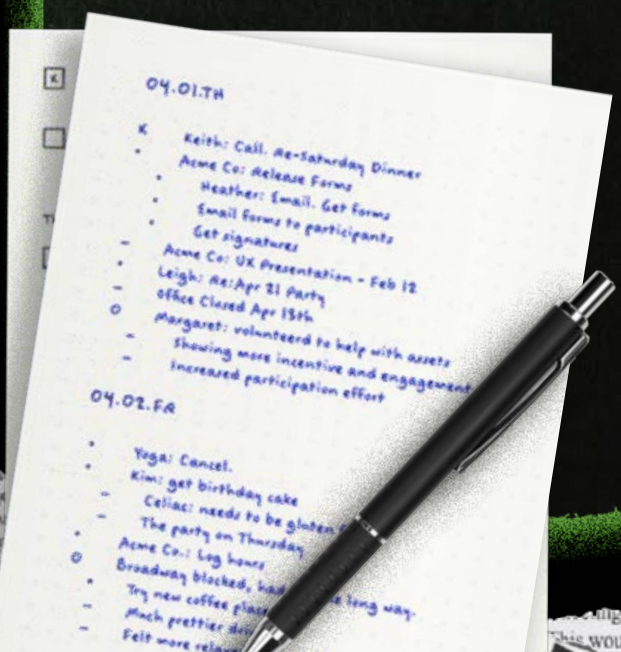 04.01.TH
x Keith: Call. Re-Saturday Dinner
• Acme Co: Release Forms
• Heather: Email. Get forms
• Email forms to participants
• Get signatures
– Acme Co: UX Presentation - Feb 12
• Leigh: Re: Apr 21 Party
– Office Closed Apr 13th
o Margaret: volunteerd to help with assets
– Showing more incentive and engagement
– Increased participation effort
04.02.FR
• Yoga: Cancel.
• Kim: get birthday cake
– Celiac: needs to be gluten
– The party on Thursday
• Acme Co.: Log hours
o Broadway blocked, had long way.
• Try new coffee place
– Much prettier
– Felt more
This wou